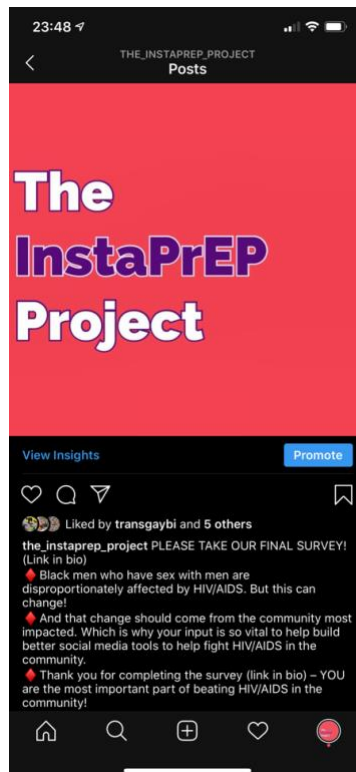 23:48
THE_INSTAPREP_PROJECT
Posts
The
InstaPrEP
Project
View Insights
Promote
Liked by transgaybi and 5 others
the_instaprep_project PLEASE TAKE OUR FINAL SURVEY!
(Link in bio)
♦️Black men who have sex with men are
disproportionately affected by HIV/AIDS. But this can
change!
♦️And that change should come from the community most
impacted. Which is why your input is so vital to help build
better social media tools to help fight HIV/AIDS in the
community.
♦️Thank you for completing the survey (link in bio) – YOU
are the most important part of beating HIV/AIDS in the
community!